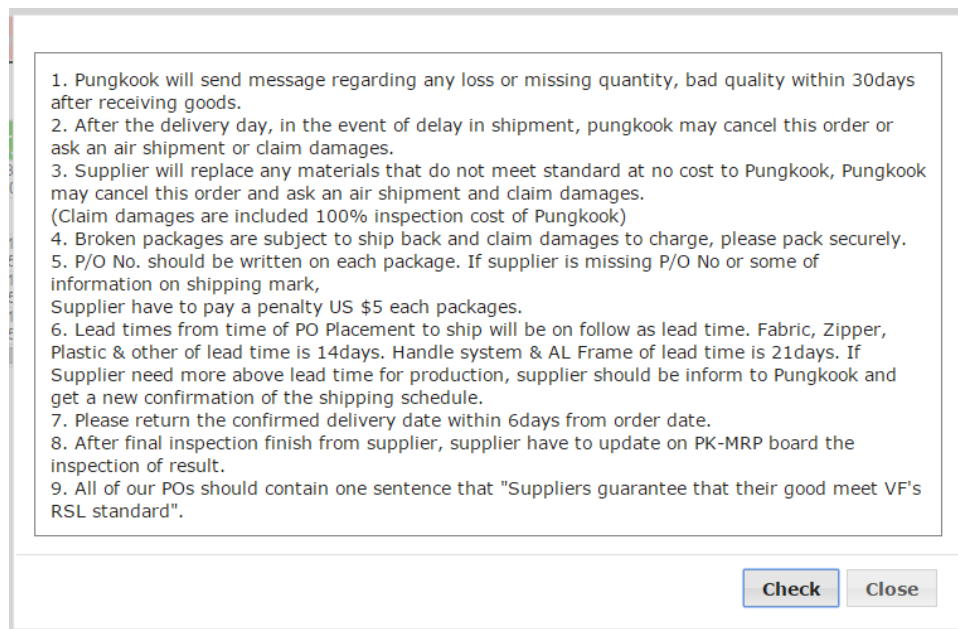 1. Pungkook will send message regarding any loss or missing quantity, bad quality within 30days
after receiving goods.
2. After the delivery day, in the event of delay in shipment, pungkook may cancel this order or
ask an air shipment or claim damages.
3. Supplier will replace any materials that do not meet standard at no cost to Pungkook, Pungkook
may cancel this order and ask an air shipment and claim damages.
(Claim damages are included 100% inspection cost of Pungkook)
4. Broken packages are subject to ship back and claim damages to charge, please pack securely.
5. P/O No. should be written on each package. If supplier is missing P/O No or some of
information on shipping mark,
Supplier have to pay a penalty US $5 each packages.
6. Lead times from time of PO Placement to ship will be on follow as lead time. Fabric, Zipper,
Plastic & other of lead time is 14days. Handle system & AL Frame of lead time is 21days. If
Supplier need more above lead time for production, supplier should be inform to Pungkook and
get a new confirmation of the shipping schedule.
7. Please return the confirmed delivery date within 6days from order date.
8. After final inspection finish from supplier, supplier have to update on PK-MRP board the
inspection of result.
9. All of our POs should contain one sentence that "Suppliers guarantee that their good meet VF's
RSL standard".
Check
Close